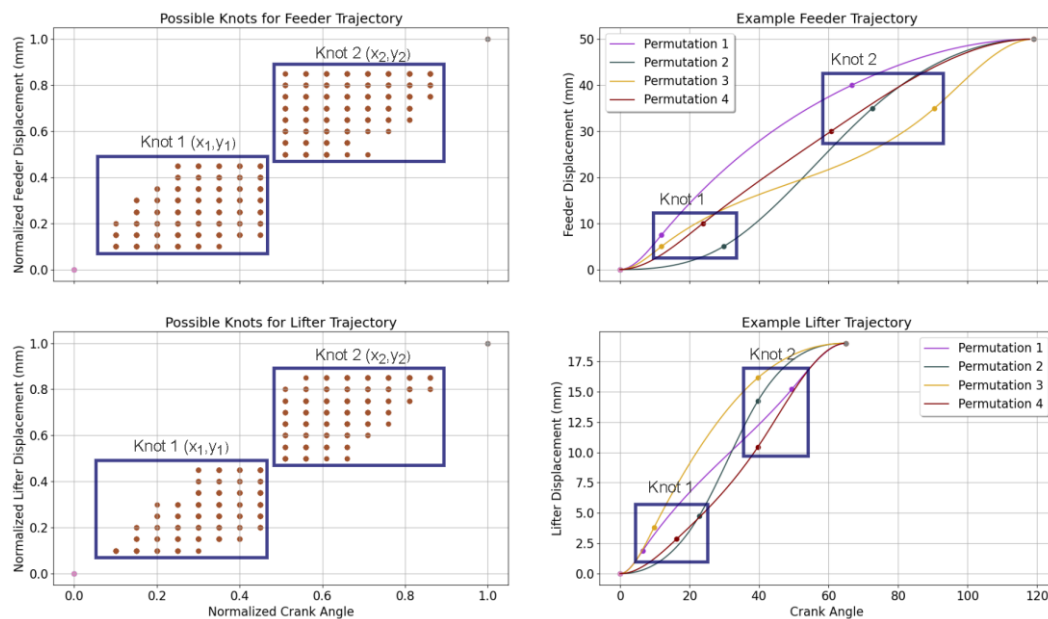 Possible Knots for Feeder Trajectory
Normalized Feeder Displacement (mm)
1.0
0.8
0.6
0.4
0.2
0.0
Knot 2 (x2,y2)
Knot 1 (x1,y1)
Example Feeder Trajectory
Feeder Displacement (mm)
50
40
30
20
10
0
Permutation 1
Permutation 2
Permutation 3
Permutation 4
Knot 2
Knot 1
0
20
40
60
80
100
120
Possible Knots for Lifter Trajectory
Normalized Lifter Displacement (mm)
1.0
0.8
0.6
0.4
0.2
0.0
Knot 2 (x2,y2)
Knot 1 (x1,y1)
0.0
0.2
0.4
0.6
0.8
1.0
Normalized Crank Angle
Example Lifter Trajectory
Lifter Displacement (mm)
17.5
15.0
12.5
10.0
7.5
5.0
2.5
0.0
Knot 2
Knot 1
Permutation 1
Permutation 2
Permutation 3
Permutation 4
0
20
40
60
80
100
120
Crank Angle